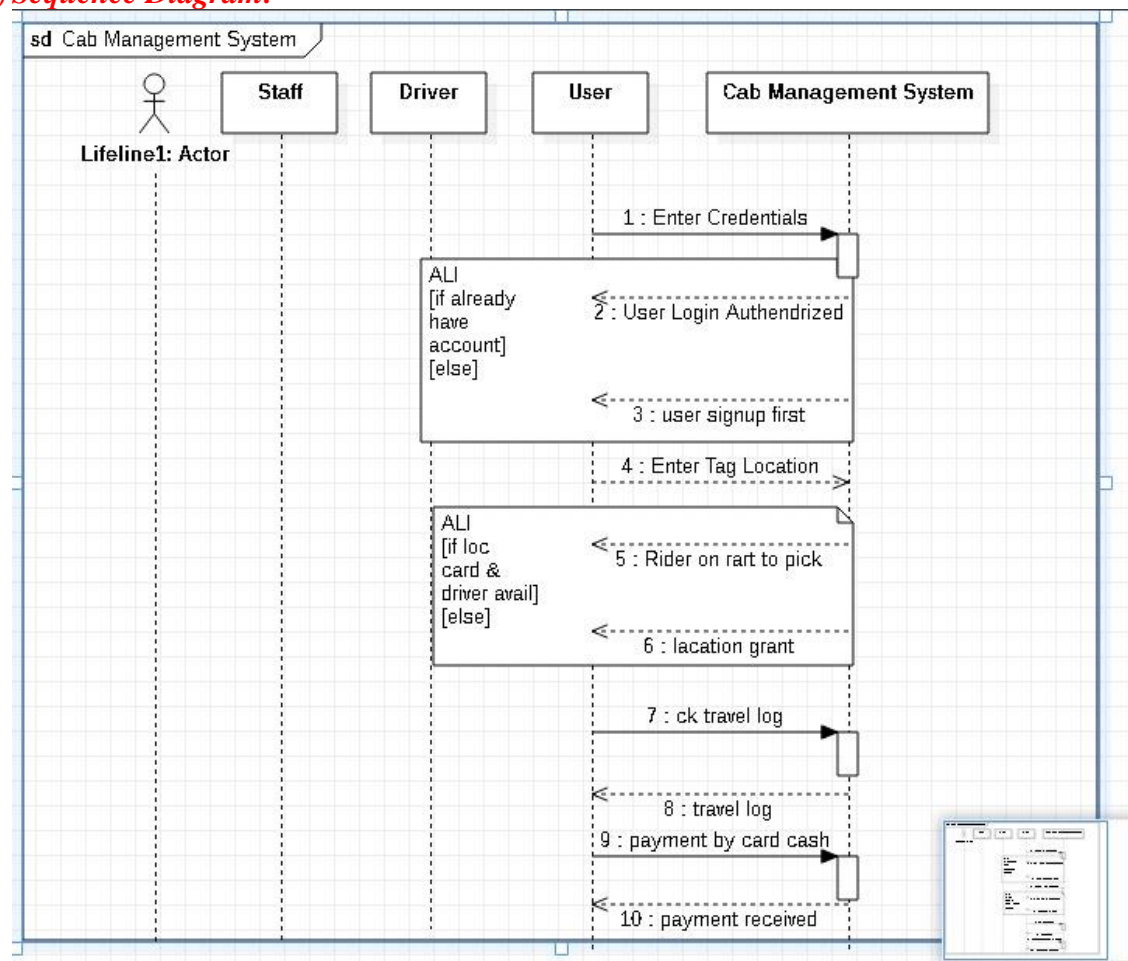 ) Sequence Diagram:
sd Cab Management System
Staff
Driver
User
Cab Management System
Lifeline1: Actor
1 : Enter Credentials
ALI
[if already
have
account]
[else]
2 : User Login Authendrized
3 : user signup first
4 : Enter Tag Location
ALI
[if loc
card &
driver avail]
[else]
5 : Rider on rart to pick
6 : lacation grant
7 : ck travel log
8 : travel log
9 : payment by card cash
10 : payment received